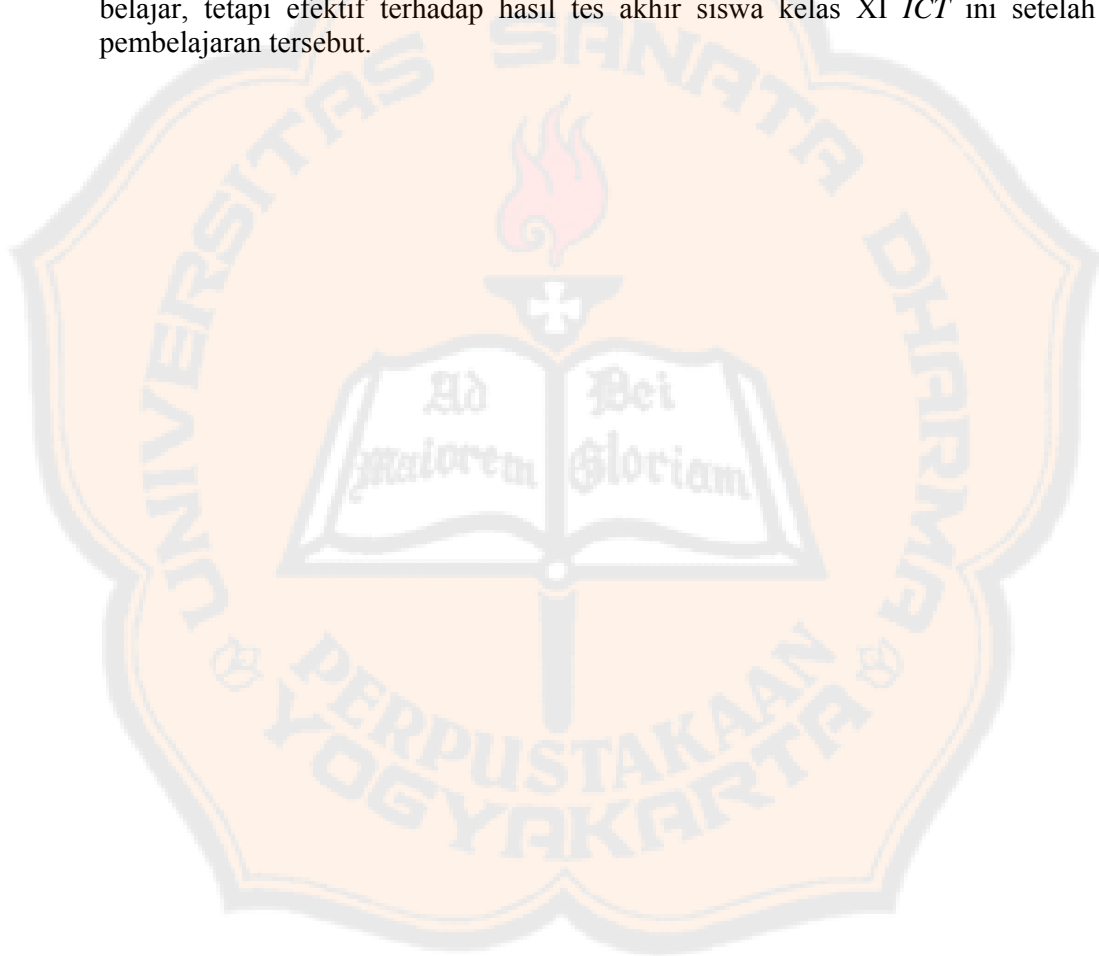 belajar, tetapi efektif terhadap hasil tes akhir siswa kelas XI ICT ini setelah
pembelajaran tersebut.
UNIVERSITAS SANATA DHARMA
Ad Dei
maiorem Gloriam
PERPUSTAKAAN
YOGYAKARTA